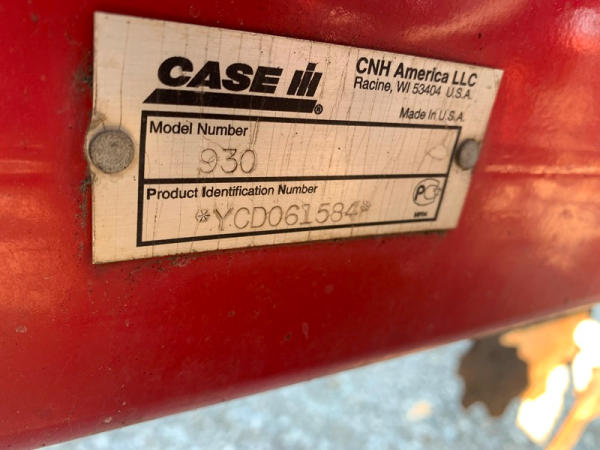 CASE IH®
CNH America LLC
Racine, WI 53404 U.S.A.
Made in U.S.A.
Model Number
930
Product Identification Number
*YCD061584*